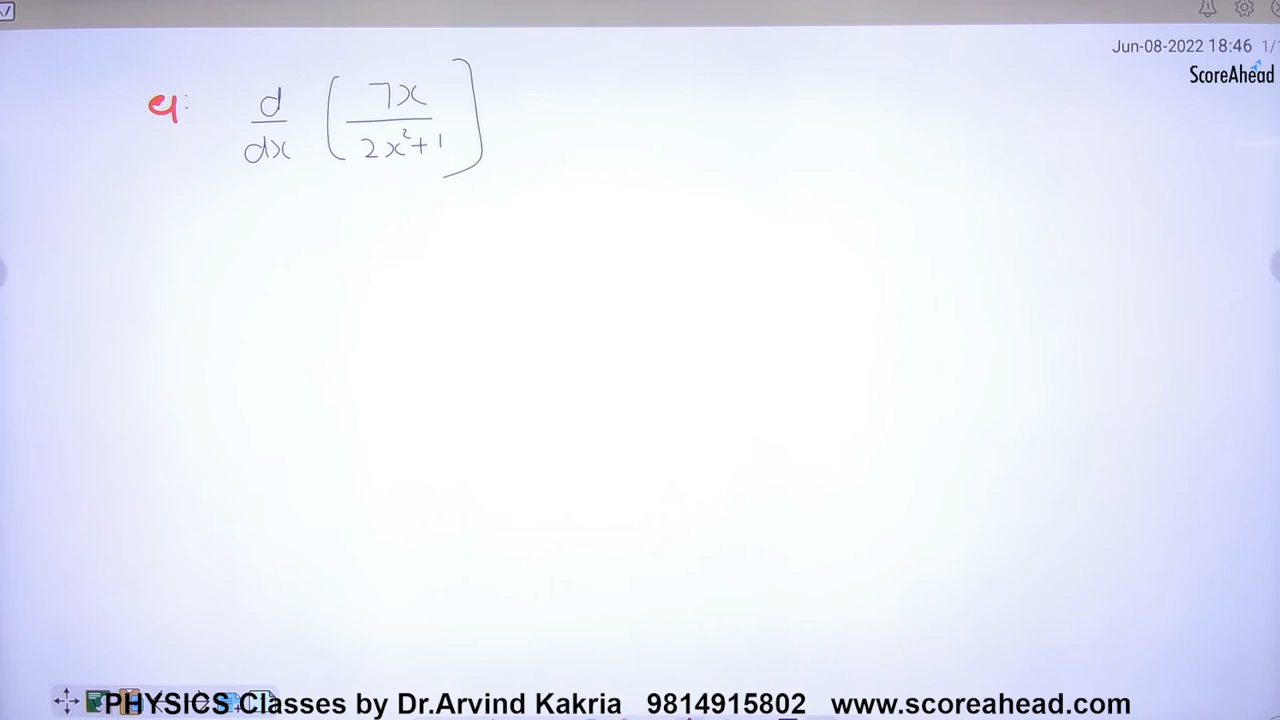 Jun-08-2022 18:46 1/
ScoreAhead
Q: d/dx (7x/(2x²+1))
PHYSICS Classes by Dr.Arvind Kakria 9814915802 www.scoreahead.com